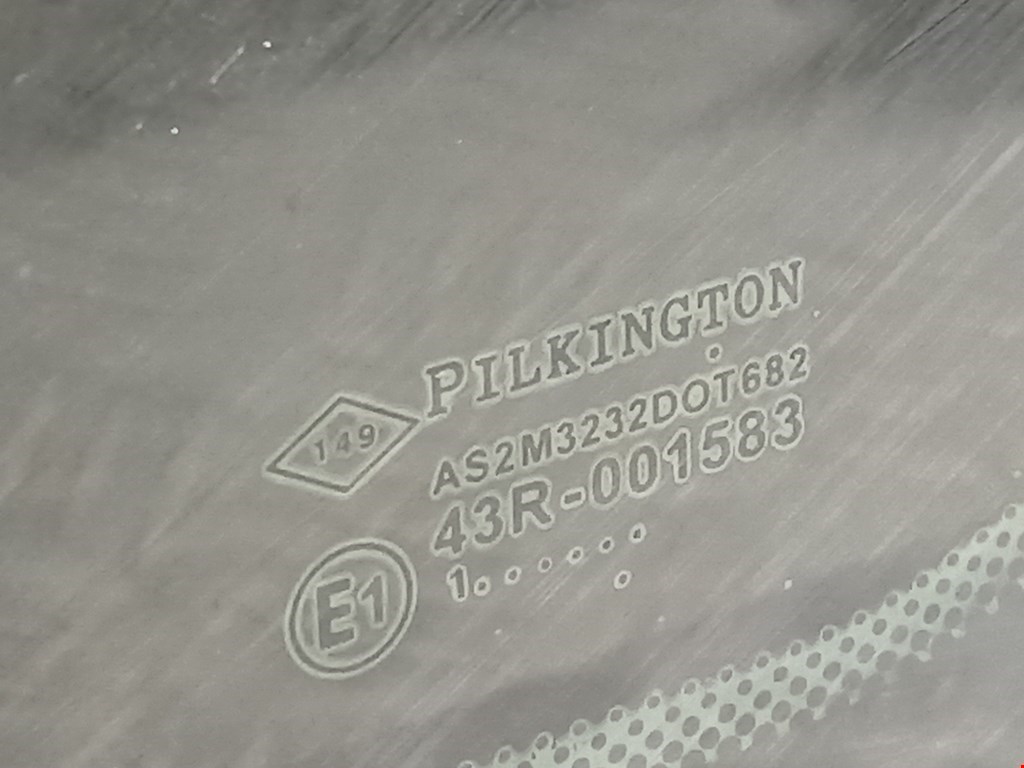 PILKINGTON
149
AS2M3232DOT682
43R-001583
E1
1......